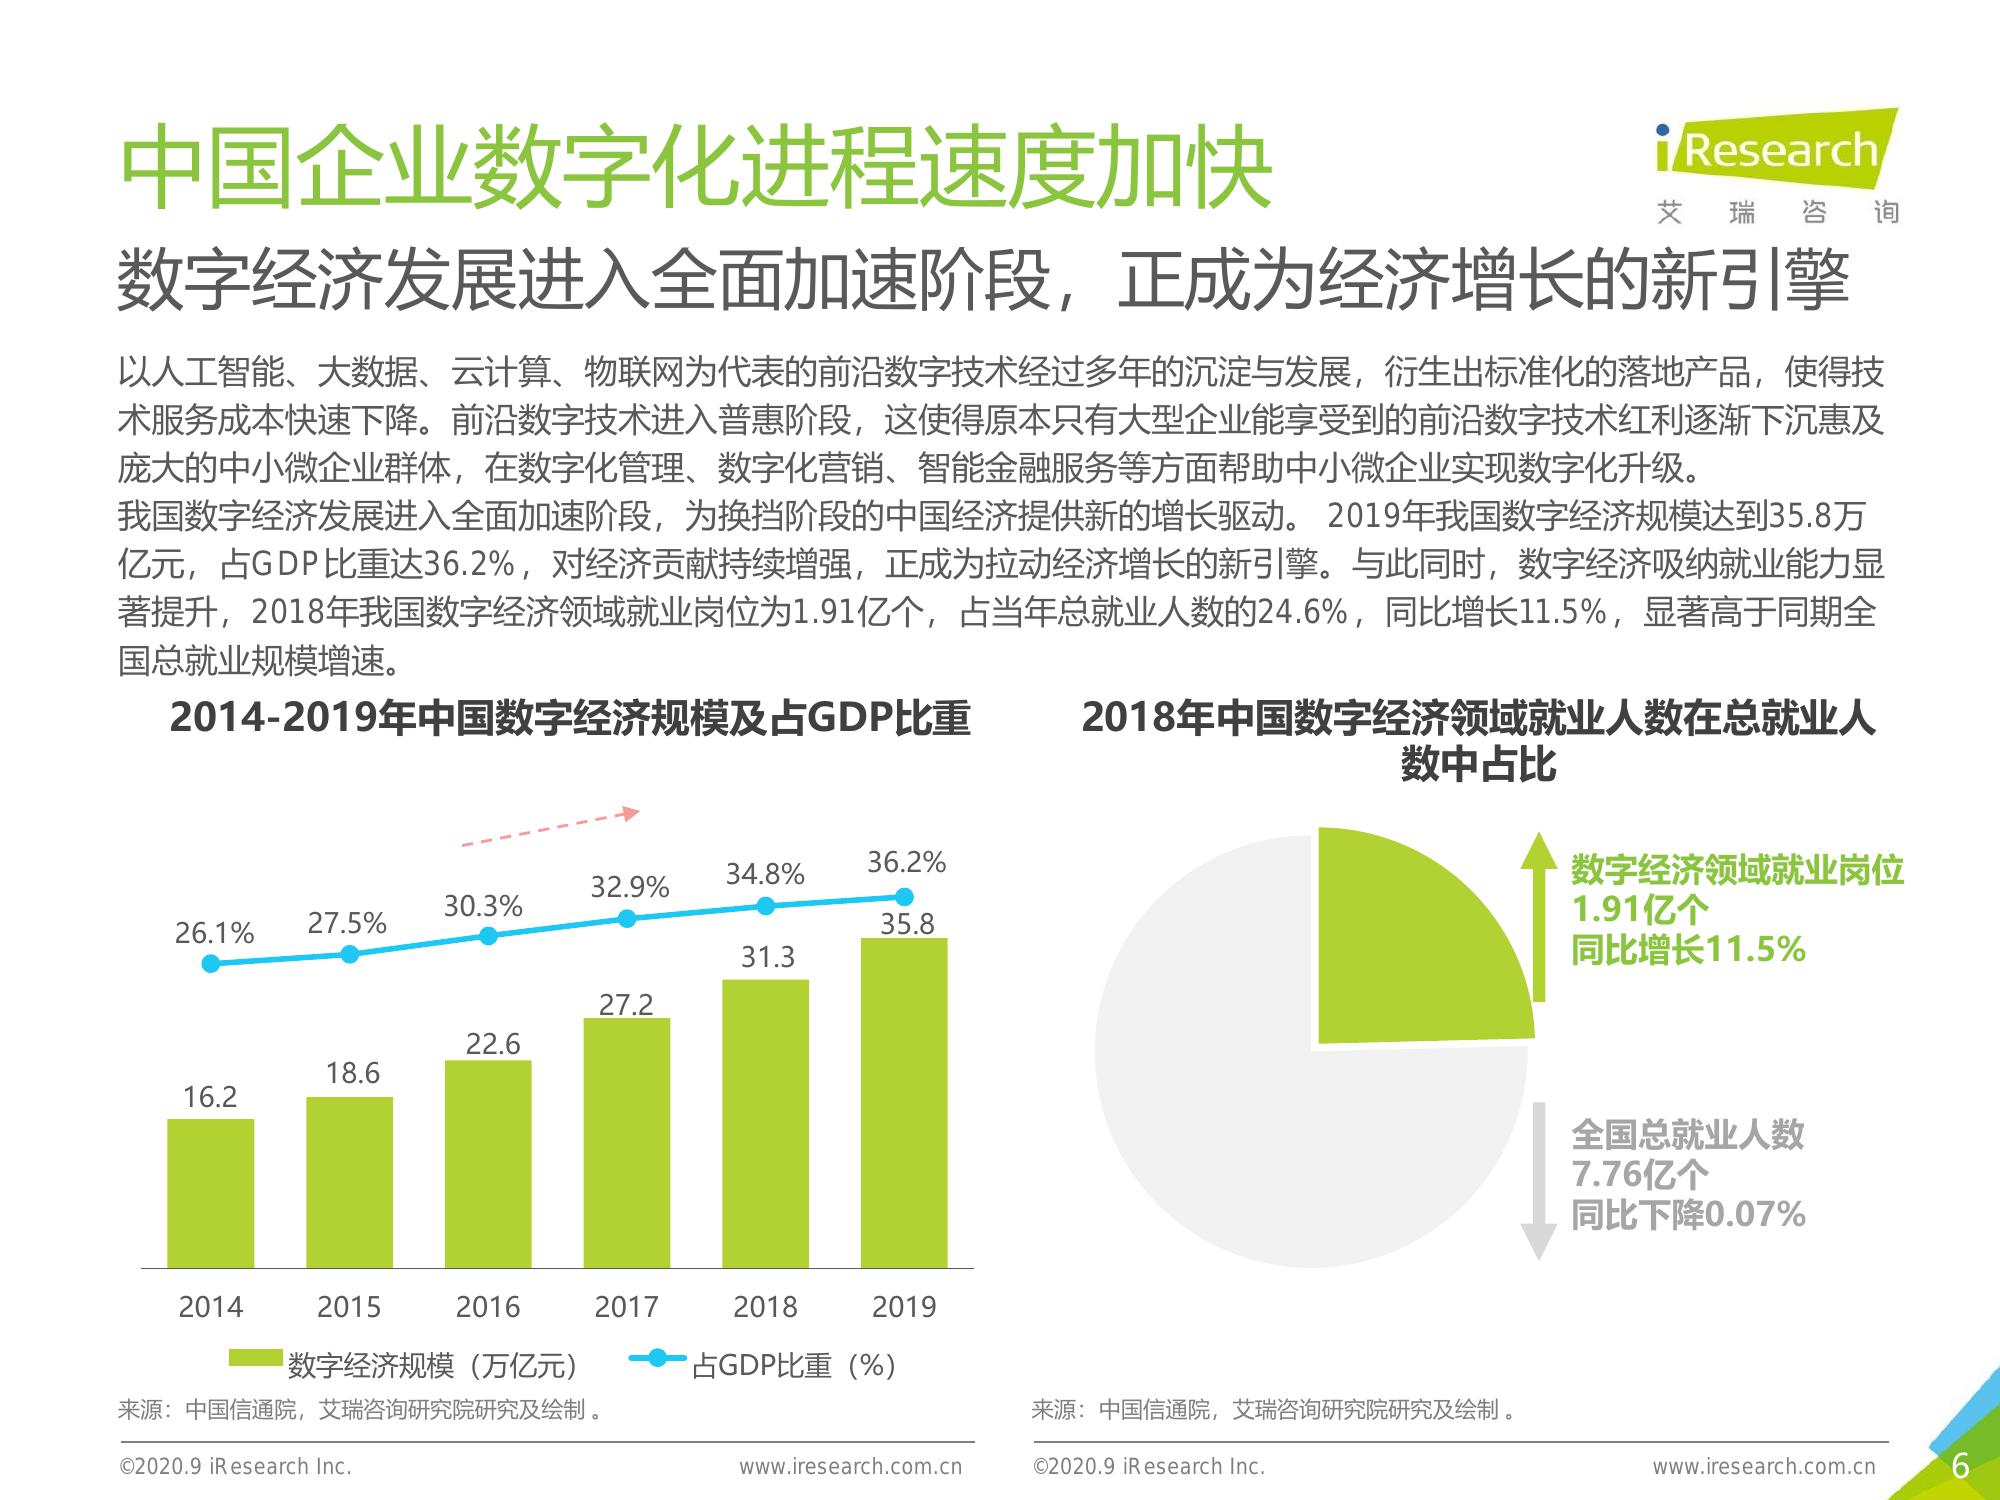 中国企业数字化进程速度加快
iResearch
艾瑞咨询
数字经济发展进入全面加速阶段，正成为经济增长的新引擎
以人工智能、大数据、云计算、物联网为代表的前沿数字技术经过多年的沉淀与发展，衍生出标准化的落地产品，使得技
术服务成本快速下降。前沿数字技术进入普惠阶段，这使得原本只有大型企业能享受到的前沿数字技术红利逐渐下沉惠及
庞大的中小微企业群体，在数字化管理、数字化营销、智能金融服务等方面帮助中小微企业实现数字化升级。
我国数字经济发展进入全面加速阶段，为换挡阶段的中国经济提供新的增长驱动。 2019年我国数字经济规模达到35.8万
亿元，占GDP比重达36.2%，对经济贡献持续增强，正成为拉动经济增长的新引擎。与此同时，数字经济吸纳就业能力显
著提升，2018年我国数字经济领域就业岗位为1.91亿个，占当年总就业人数的24.6%，同比增长11.5%，显著高于同期全
国总就业规模增速。
2014-2019年中国数字经济规模及占GDP比重
26.1%
27.5%
30.3%
32.9%
34.8%
36.2%
16.2
18.6
22.6
27.2
31.3
35.8
2014
2015
2016
2017
2018
2019
数字经济规模（万亿元）
占GDP比重（%）
来源：中国信通院，艾瑞咨询研究院研究及绘制 。
©2020.9 iResearch Inc.
www.iresearch.com.cn
2018年中国数字经济领域就业人数在总就业人
数中占比
数字经济领域就业岗位
1.91亿个
同比增长11.5%
全国总就业人数
7.76亿个
同比下降0.07%
来源：中国信通院，艾瑞咨询研究院研究及绘制 。
©2020.9 iResearch Inc.
www.iresearch.com.cn
6